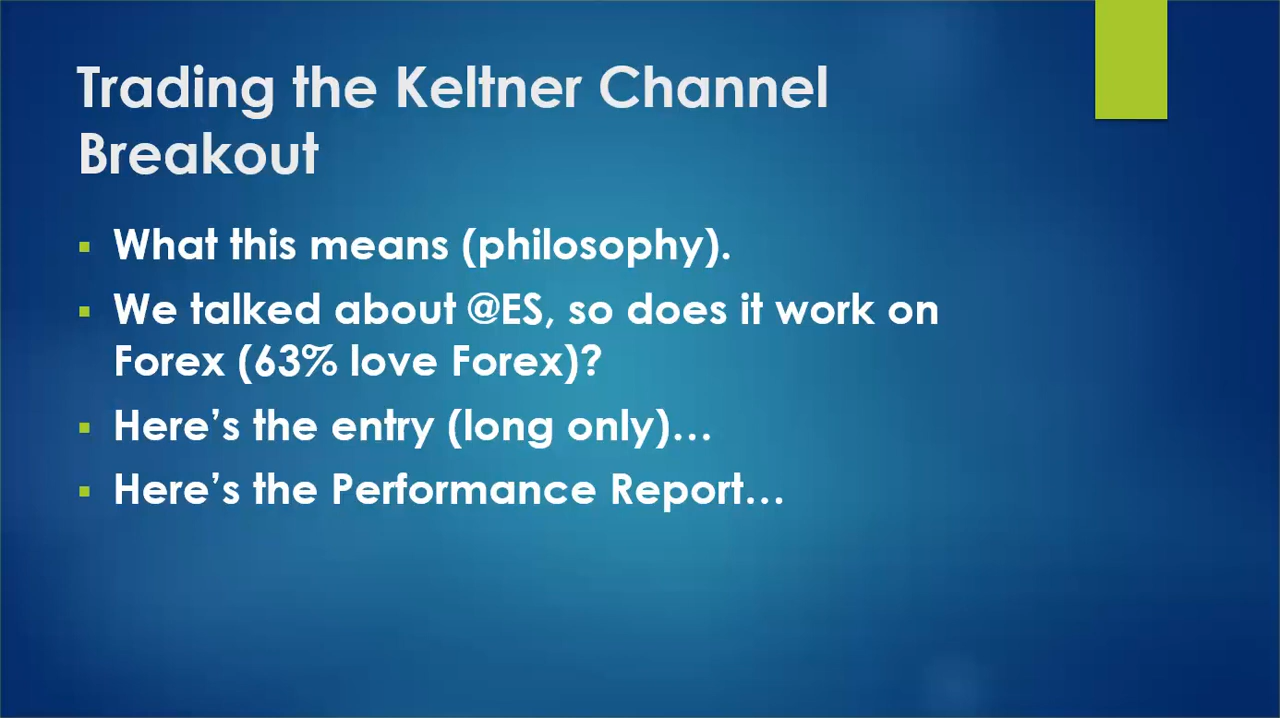 Trading the Keltner Channel
Breakout
▪ What this means (philosophy).
▪ We talked about @ES, so does it work on
Forex (63% love Forex)?
▪ Here’s the entry (long only)…
▪ Here’s the Performance Report…